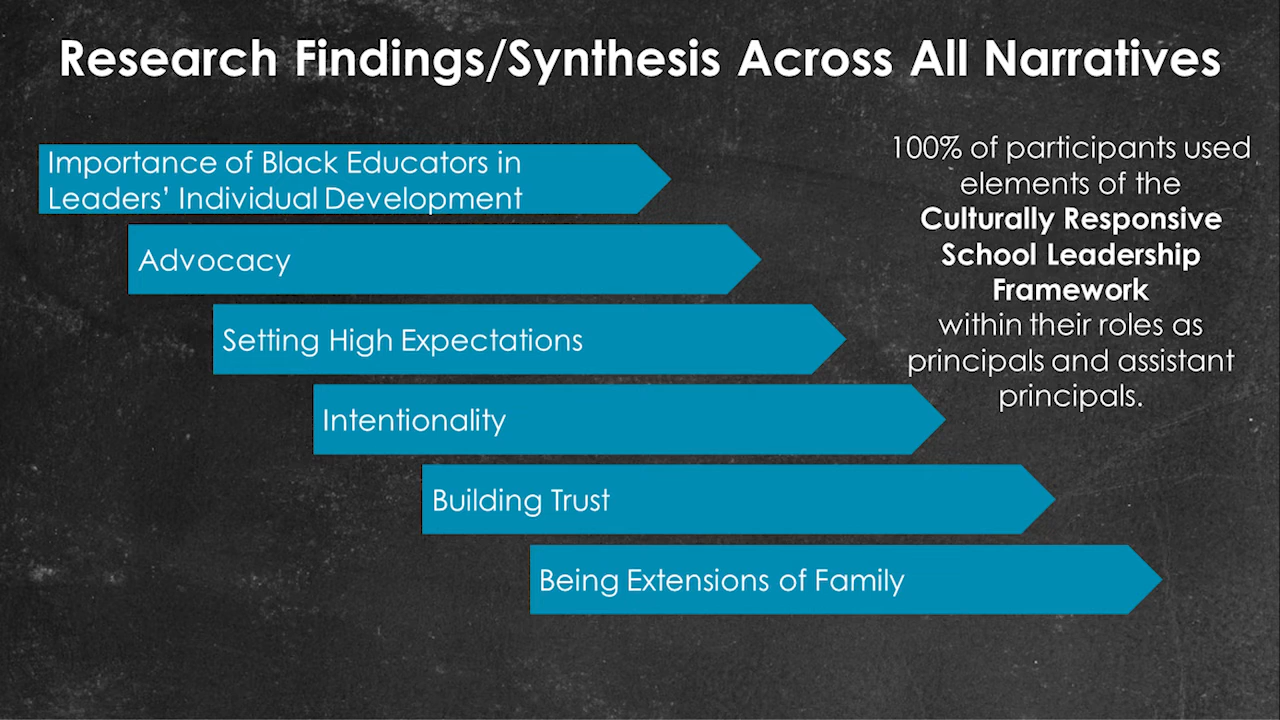 Research Findings/Synthesis Across All Narratives
Importance of Black Educators in
Leaders’ Individual Development
Advocacy
Setting High Expectations
Intentionality
Building Trust
Being Extensions of Family
100% of participants used
elements of the
Culturally Responsive
School Leadership
Framework
within their roles as
principals and assistant
principals.